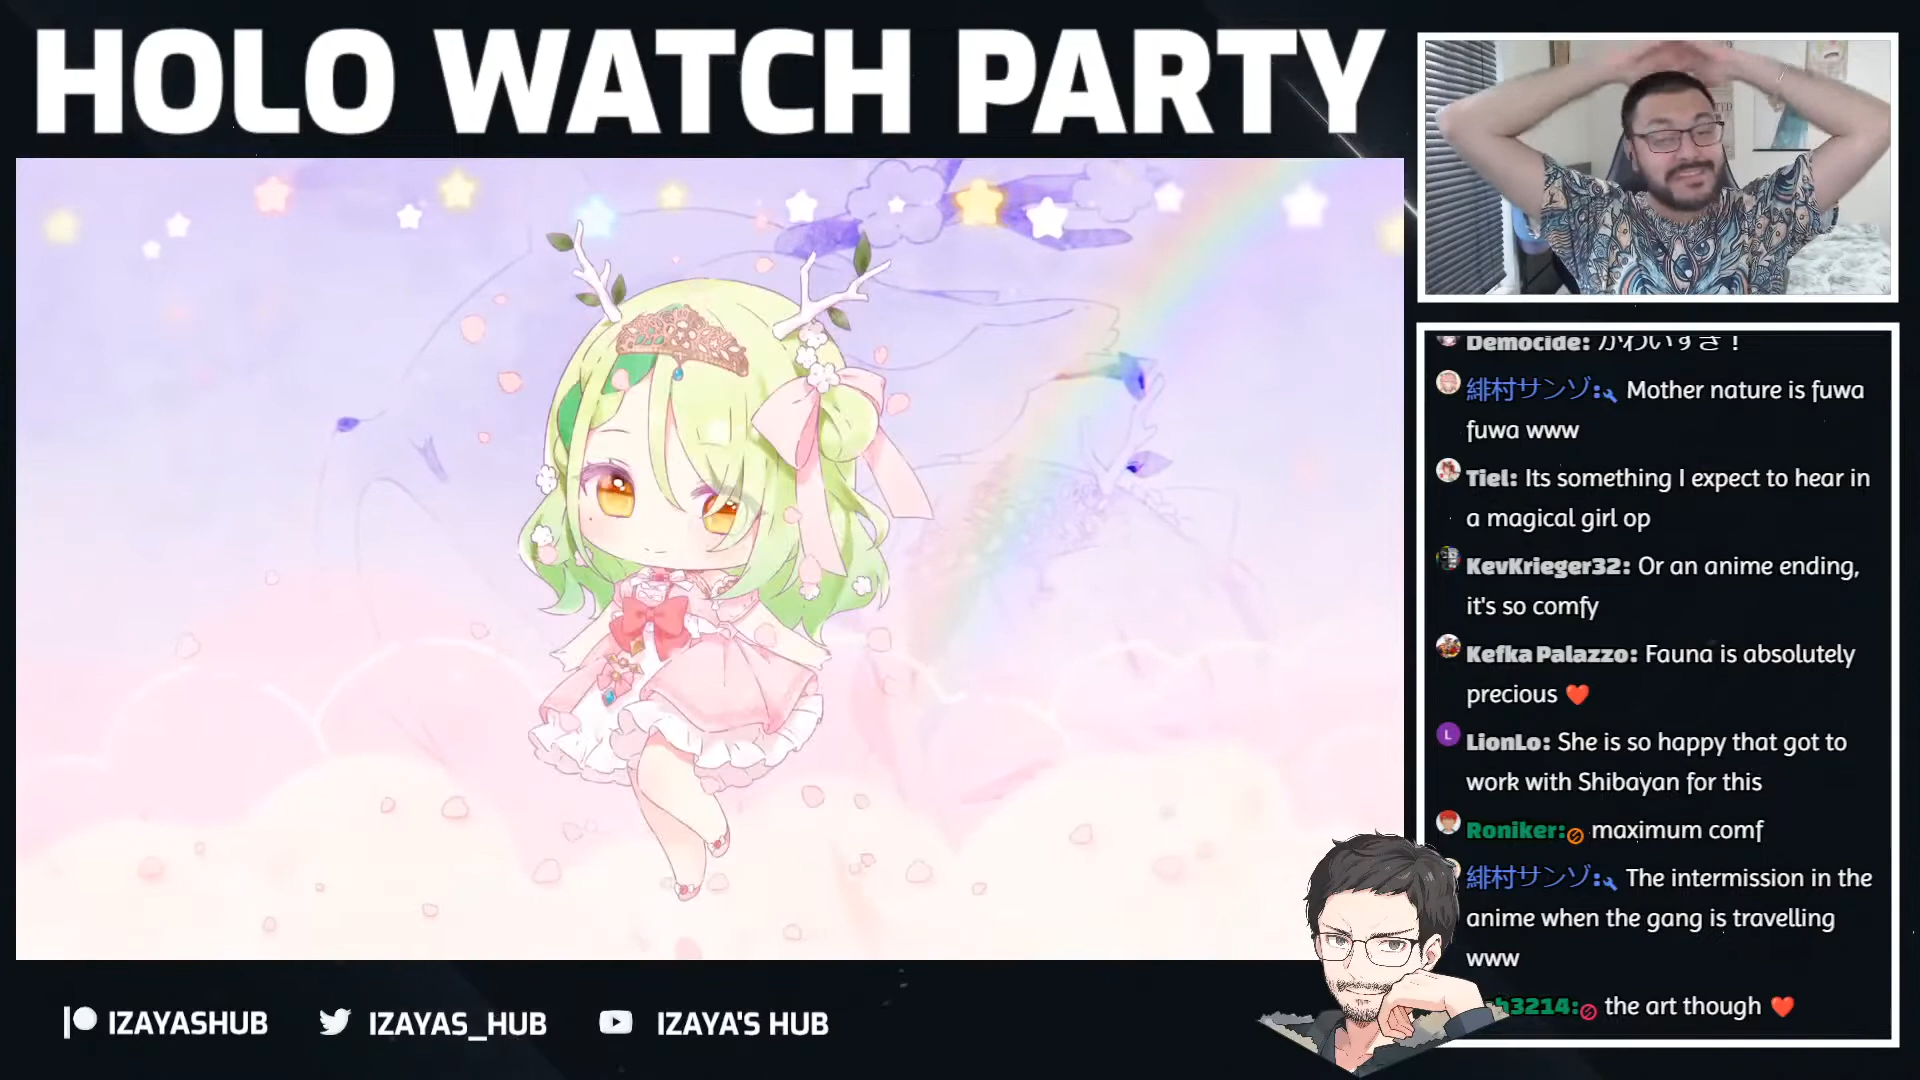 HOLO WATCH PARTY
Democide: かわいすぎ！
緋村サンゾ: Mother nature is fuwa
fuwa www
Tiel: Its something I expect to hear in
a magical girl op
KevKrieger32: Or an anime ending,
it's so comfy
Kefka Palazzo: Fauna is absolutely
precious ❤️
LionLo: She is so happy that got to
work with Shibayan for this
Roniker: maximum comf
緋村サンゾ: The intermission in the
anime when the gang is travelling
www
h3214: the art though ❤️
IZAYASHUB
IZAYAS_HUB
IZAYA'S HUB